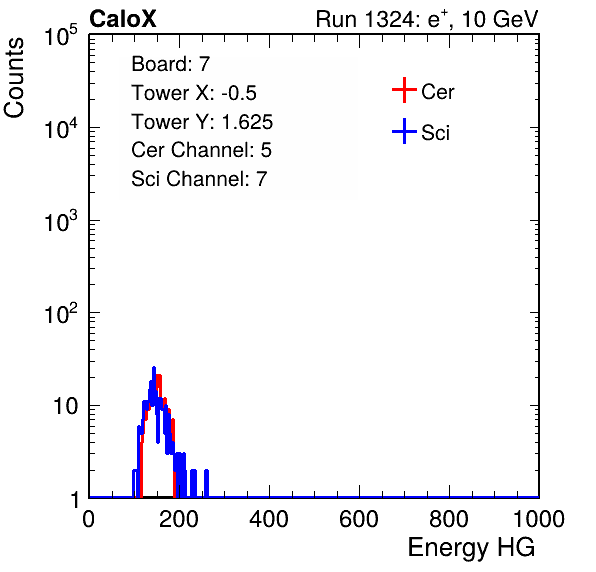 CaloX Run 1324: e⁺, 10 GeV
Counts
10⁵
10⁴
10³
10²
10
1
Board: 7
Tower X: -0.5
Tower Y: 1.625
Cer Channel: 5
Sci Channel: 7
Cer
Sci
0 200 400 600 800 1000
Energy HG